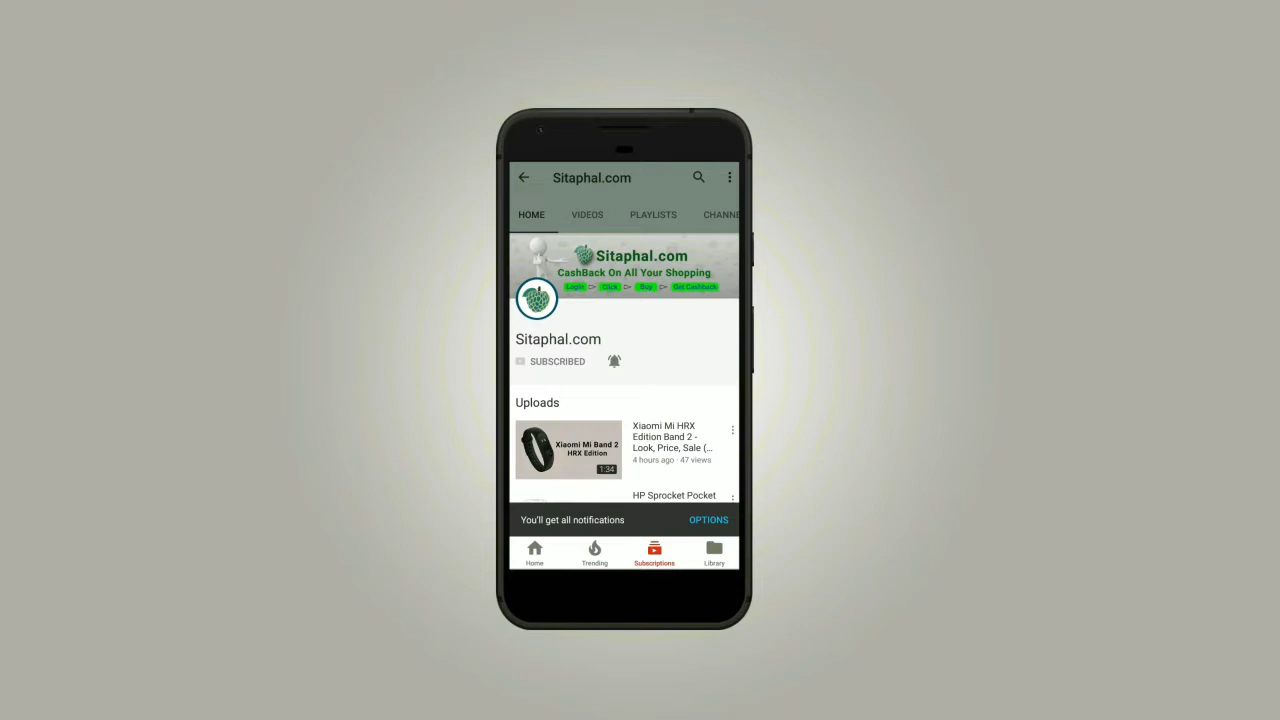 Sitaphal.com
HOME VIDEOS PLAYLISTS CHANNE
Sitaphal.com
CashBack On All Your Shopping
Login Click Buy Get Cashback
Sitaphal.com
SUBSCRIBED
Uploads
Xiaomi Mi Band 2
HRX Edition
1:34
Xiaomi Mi HRX
Edition Band 2 -
Look, Price, Sale (...
4 hours ago · 47 views
HP Sprocket Pocket
You'll get all notifications OPTIONS
Home Trending Subscriptions Library